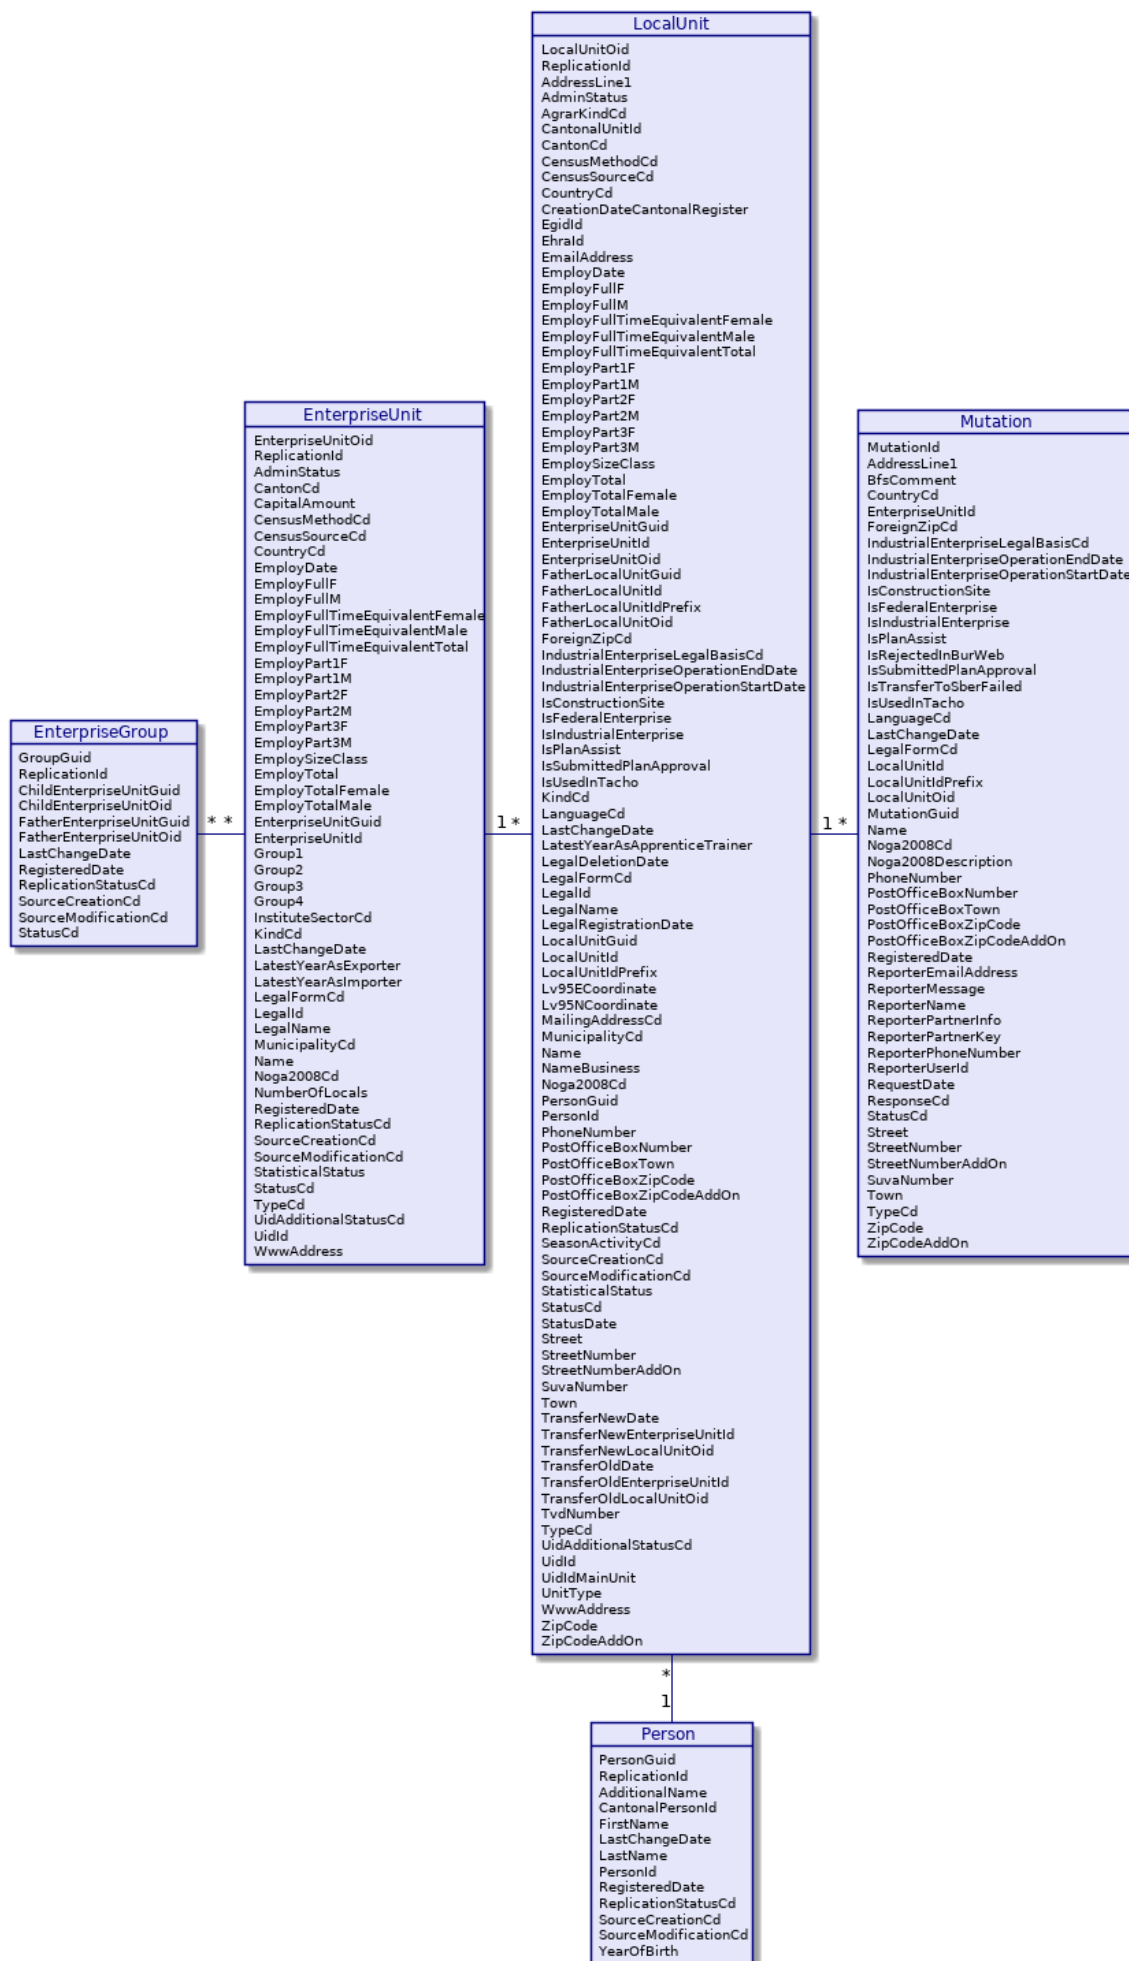 LocalUnit
LocalUnitOid
ReplicationId
AddressLine1
AdminStatus
AgrarKindCd
CantonalUnitId
CantonCd
CensusMethodCd
CensusSourceCd
CountryCd
CreationDateCantonalRegister
EgidId
EhraId
EmailAddress
EmployDate
EmployFullF
EmployFullM
EmployFullTimeEquivalentFemale
EmployFullTimeEquivalentMale
EmployFullTimeEquivalentTotal
EmployPart1F
EmployPart1M
EmployPart2F
EmployPart2M
EmployPart3F
EmployPart3M
EmploySizeClass
EmployTotal
EmployTotalFemale
EmployTotalMale
EnterpriseUnitGuid
EnterpriseUnitId
EnterpriseUnitOid
FatherLocalUnitGuid
FatherLocalUnitId
FatherLocalUnitIdPrefix
FatherLocalUnitOid
ForeignZipCd
IndustrialEnterpriseLegalBasisCd
IndustrialEnterpriseOperationEndDate
IndustrialEnterpriseOperationStartDate
IsConstructionSite
IsFederalEnterprise
IsIndustrialEnterprise
IsPlanAssist
IsSubmittedPlanApproval
IsUsedInTacho
KindCd
LanguageCd
LastChangeDate
LatestYearAsApprenticeTrainer
LegalDeletionDate
LegalFormCd
LegalId
LegalName
LegalRegistrationDate
LocalUnitGuid
LocalUnitId
LocalUnitIdPrefix
Lv95ECoordinate
Lv95NCoordinate
MailingAddressCd
MunicipalityCd
Name
NameBusiness
Noga2008Cd
PersonGuid
PersonId
PhoneNumber
PostOfficeBoxNumber
PostOfficeBoxTown
PostOfficeBoxZipCode
PostOfficeBoxZipCodeAddOn
RegisteredDate
ReplicationStatusCd
SeasonActivityCd
SourceCreationCd
SourceModificationCd
StatisticalStatus
StatusCd
StatusDate
Street
StreetNumber
StreetNumberAddOn
SuvaNumber
Town
TransferNewDate
TransferNewEnterpriseUnitId
TransferNewLocalUnitOid
TransferOldDate
TransferOldEnterpriseUnitId
TransferOldLocalUnitOid
TvdNumber
TypeCd
UidAdditionalStatusCd
UidId
UidIdMainUnit
UnitType
WwwAddress
ZipCode
ZipCodeAddOn
EnterpriseUnit
EnterpriseUnitOid
ReplicationId
AdminStatus
CantonCd
CapitalAmount
CensusMethodCd
CensusSourceCd
CountryCd
EmployDate
EmployFullF
EmployFullM
EmployFullTimeEquivalentFemale
EmployFullTimeEquivalentMale
EmployFullTimeEquivalentTotal
EmployPart1F
EmployPart1M
EmployPart2F
EmployPart2M
EmployPart3F
EmployPart3M
EmploySizeClass
EmployTotal
EmployTotalFemale
EmployTotalMale
EnterpriseUnitGuid
EnterpriseUnitId
Group1
Group2
Group3
Group4
InstituteSectorCd
KindCd
LastChangeDate
LatestYearAsExporter
LatestYearAsImporter
LegalFormCd
LegalId
LegalName
MunicipalityCd
Name
Noga2008Cd
NumberOfLocals
RegisteredDate
ReplicationStatusCd
SourceCreationCd
SourceModificationCd
StatisticalStatus
StatusCd
TypeCd
UidAdditionalStatusCd
UidId
WwwAddress
Mutation
MutationId
AddressLine1
BfsComment
CountryCd
EnterpriseUnitId
ForeignZipCd
IndustrialEnterpriseLegalBasisCd
IndustrialEnterpriseOperationEndDate
IndustrialEnterpriseOperationStartDate
IsConstructionSite
IsFederalEnterprise
IsIndustrialEnterprise
IsPlanAssist
IsRejectedInBurWeb
IsSubmittedPlanApproval
IsTransferToSberFailed
IsUsedInTacho
LanguageCd
LastChangeDate
LegalFormCd
LocalUnitId
LocalUnitIdPrefix
LocalUnitOid
MutationGuid
Name
Noga2008Cd
Noga2008Description
PhoneNumber
PostOfficeBoxNumber
PostOfficeBoxTown
PostOfficeBoxZipCode
PostOfficeBoxZipCodeAddOn
RegisteredDate
ReporterEmailAddress
ReporterMessage
ReporterName
ReporterPartnerInfo
ReporterPartnerKey
ReporterPhoneNumber
ReporterUserId
RequestDate
ResponseCd
StatusCd
Street
StreetNumber
StreetNumberAddOn
SuvaNumber
Town
TypeCd
ZipCode
ZipCodeAddOn
EnterpriseGroup
GroupGuid
ReplicationId
ChildEnterpriseUnitGuid
ChildEnterpriseUnitOid
FatherEnterpriseUnitGuid
FatherEnterpriseUnitOid
LastChangeDate
RegisteredDate
ReplicationStatusCd
SourceCreationCd
SourceModificationCd
StatusCd
* *
1 *
1 *
*
1
Person
PersonGuid
ReplicationId
AdditionalName
CantonalPersonId
FirstName
LastChangeDate
LastName
PersonId
RegisteredDate
ReplicationStatusCd
SourceCreationCd
SourceModificationCd
YearOfBirth